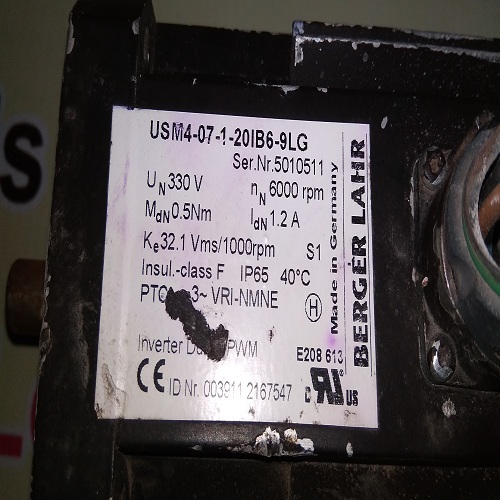 USM4-07-1-20IB6-9LG
Ser.Nr.5010511
UN 330 V nN 6000 rpm
MdN 0.5Nm IdN 1.2 A
Ke 32.1 Vms/1000rpm S1
Insul.-class F IP65 40°C
3~ VRI-NMNE H
Inverter PWM
E208 613
CE ID Nr. 003911 2167547
c RU US
Made in Germany
BERGER LAHR